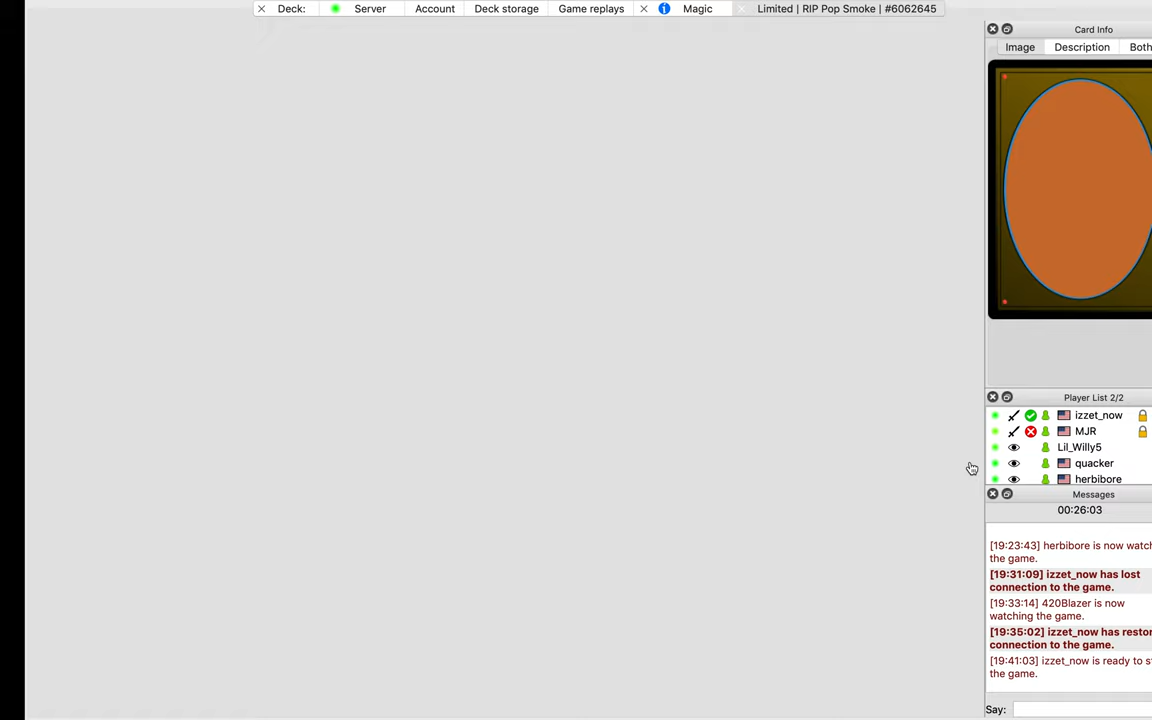 Deck: Server Account Deck storage Game replays Magic Limited | RIP Pop Smoke | #6062645
Card Info
Image Description Both
Player List 2/2
izzet_now
MJR
Lil_Willy5
quacker
herbibore
Messages
00:26:03
[19:23:43] herbibore is now watch
the game.
[19:31:09] izzet_now has lost
connection to the game.
[19:33:14] 420Blazer is now
watching the game.
[19:35:02] izzet_now has restor
connection to the game.
[19:41:03] izzet_now is ready to s
the game.
Say: